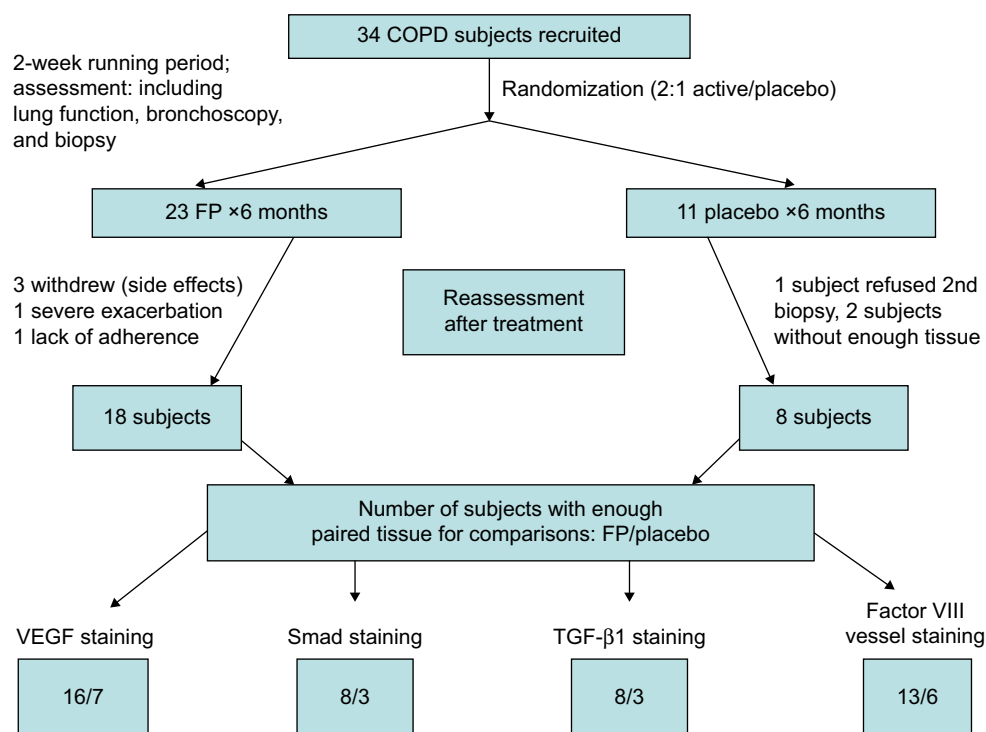 34 COPD subjects recruited
2-week running period;
assessment: including
lung function, bronchoscopy,
and biopsy
Randomization (2:1 active/placebo)
23 FP ×6 months
11 placebo ×6 months
3 withdrew (side effects)
1 severe exacerbation
1 lack of adherence
Reassessment
after treatment
1 subject refused 2nd
biopsy, 2 subjects
without enough tissue
18 subjects
8 subjects
Number of subjects with enough
paired tissue for comparisons: FP/placebo
VEGF staining
Smad staining
TGF-β1 staining
Factor VIII
vessel staining
16/7
8/3
8/3
13/6